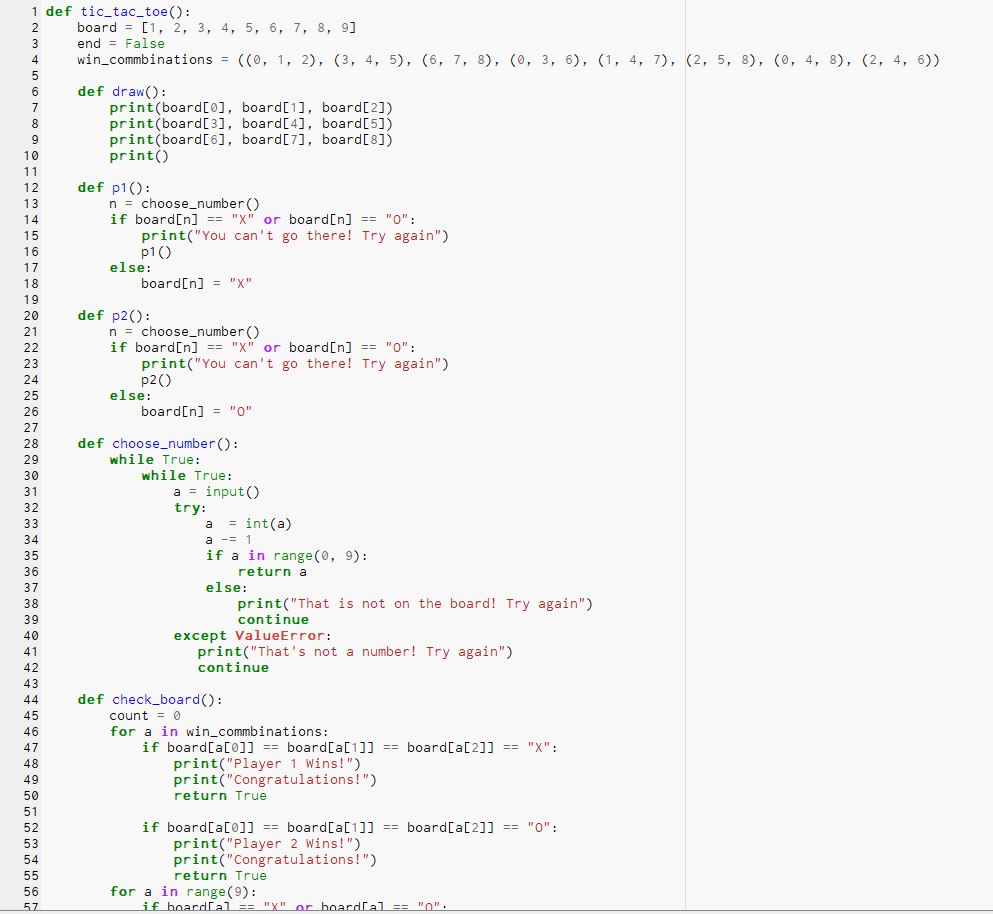 1 def tic_tac_toe():
2     board = [1, 2, 3, 4, 5, 6, 7, 8, 9]
3     end = False
4     win_commbinations = ((0, 1, 2), (3, 4, 5), (6, 7, 8), (0, 3, 6), (1, 4, 7), (2, 5, 8), (0, 4, 8), (2, 4, 6))
5
6     def draw():
7         print(board[0], board[1], board[2])
8         print(board[3], board[4], board[5])
9         print(board[6], board[7], board[8])
10         print()
11
12     def p1():
13         n = choose_number()
14         if board[n] == "X" or board[n] == "O":
15             print("You can't go there! Try again")
16             p1()
17         else:
18             board[n] = "X"
19
20     def p2():
21         n = choose_number()
22         if board[n] == "X" or board[n] == "O":
23             print("You can't go there! Try again")
24             p2()
25         else:
26             board[n] = "O"
27
28     def choose_number():
29         while True:
30             while True:
31                 a = input()
32                 try:
33                     a  = int(a)
34                     a -= 1
35                     if a in range(0, 9):
36                         return a
37                     else:
38                         print("That is not on the board! Try again")
39                         continue
40                 except ValueError:
41                    print("That's not a number! Try again")
42                    continue
43
44     def check_board():
45         count = 0
46         for a in win_commbinations:
47             if board[a[0]] == board[a[1]] == board[a[2]] == "X":
48                 print("Player 1 Wins!")
49                 print("Congratulations!")
50                 return True
51
52             if board[a[0]] == board[a[1]] == board[a[2]] == "O":
53                 print("Player 2 Wins!")
54                 print("Congratulations!")
55                 return True
56         for a in range(9):
57             if board[a] == "X" or board[a] == "O":